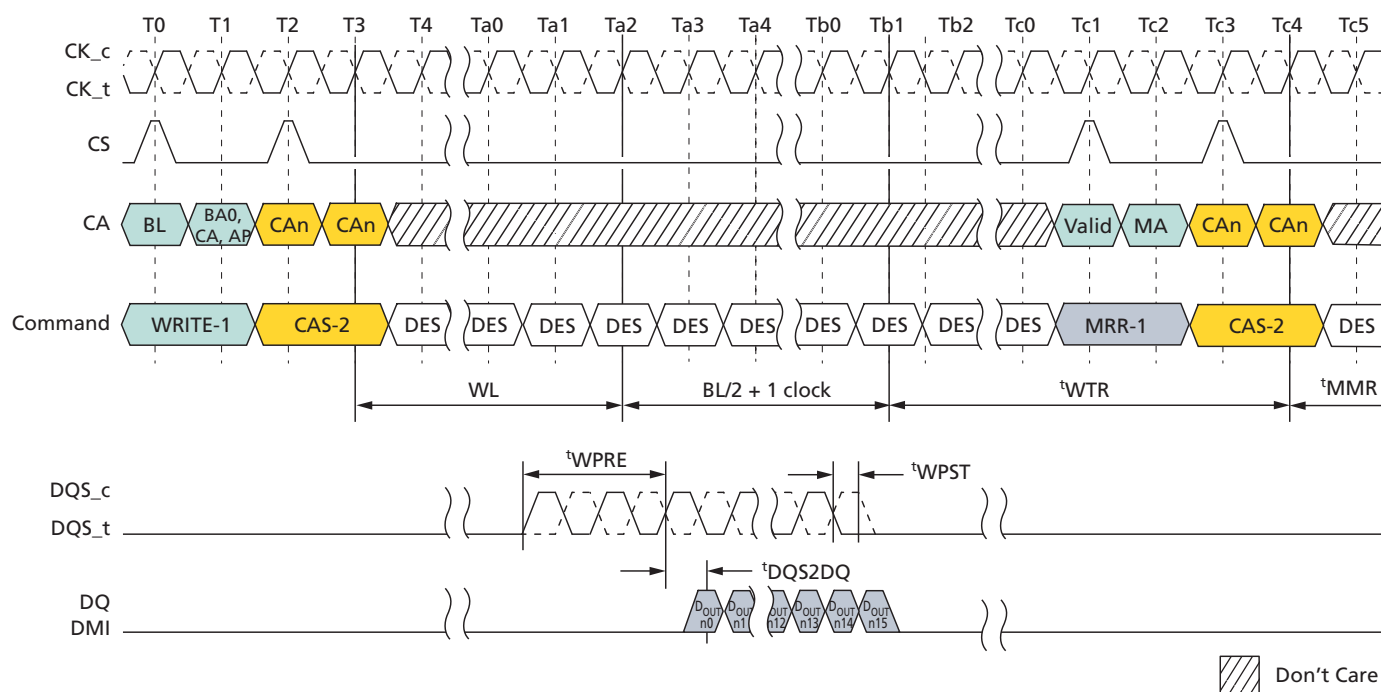 T0 T1 T2 T3 T4 Ta0 Ta1 Ta2 Ta3 Ta4 Tb0 Tb1 Tb2 Tc0 Tc1 Tc2 Tc3 Tc4 Tc5
CK_c
CK_t
CS
CA BL BA0, CA, AP CAn CAn Valid MA CAn CAn
Command WRITE-1 CAS-2 DES DES DES DES DES DES DES DES DES DES MRR-1 CAS-2 DES
WL BL/2 + 1 clock tWTR tMMR
tWPRE tWPST
DQS_c
DQS_t
tDQS2DQ
DQ DOUT n0 DOUT n1 OUT n12 DOUT n13 DOUT n14 DOUT n15
DMI
Don't Care